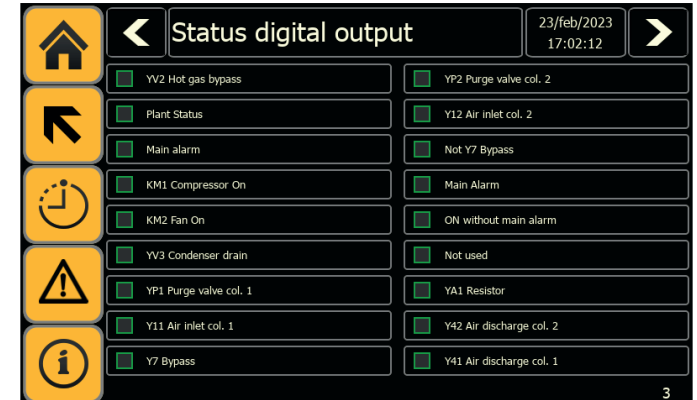 Status digital output
23/feb/2023
17:02:12
YV2 Hot gas bypass
Plant Status
Main alarm
KM1 Compressor On
KM2 Fan On
YV3 Condenser drain
YP1 Purge valve col. 1
Y11 Air inlet col. 1
Y7 Bypass
YP2 Purge valve col. 2
Y12 Air inlet col. 2
Not Y7 Bypass
Main Alarm
ON without main alarm
Not used
YA1 Resistor
Y42 Air discharge col. 2
Y41 Air discharge col. 1
i
3